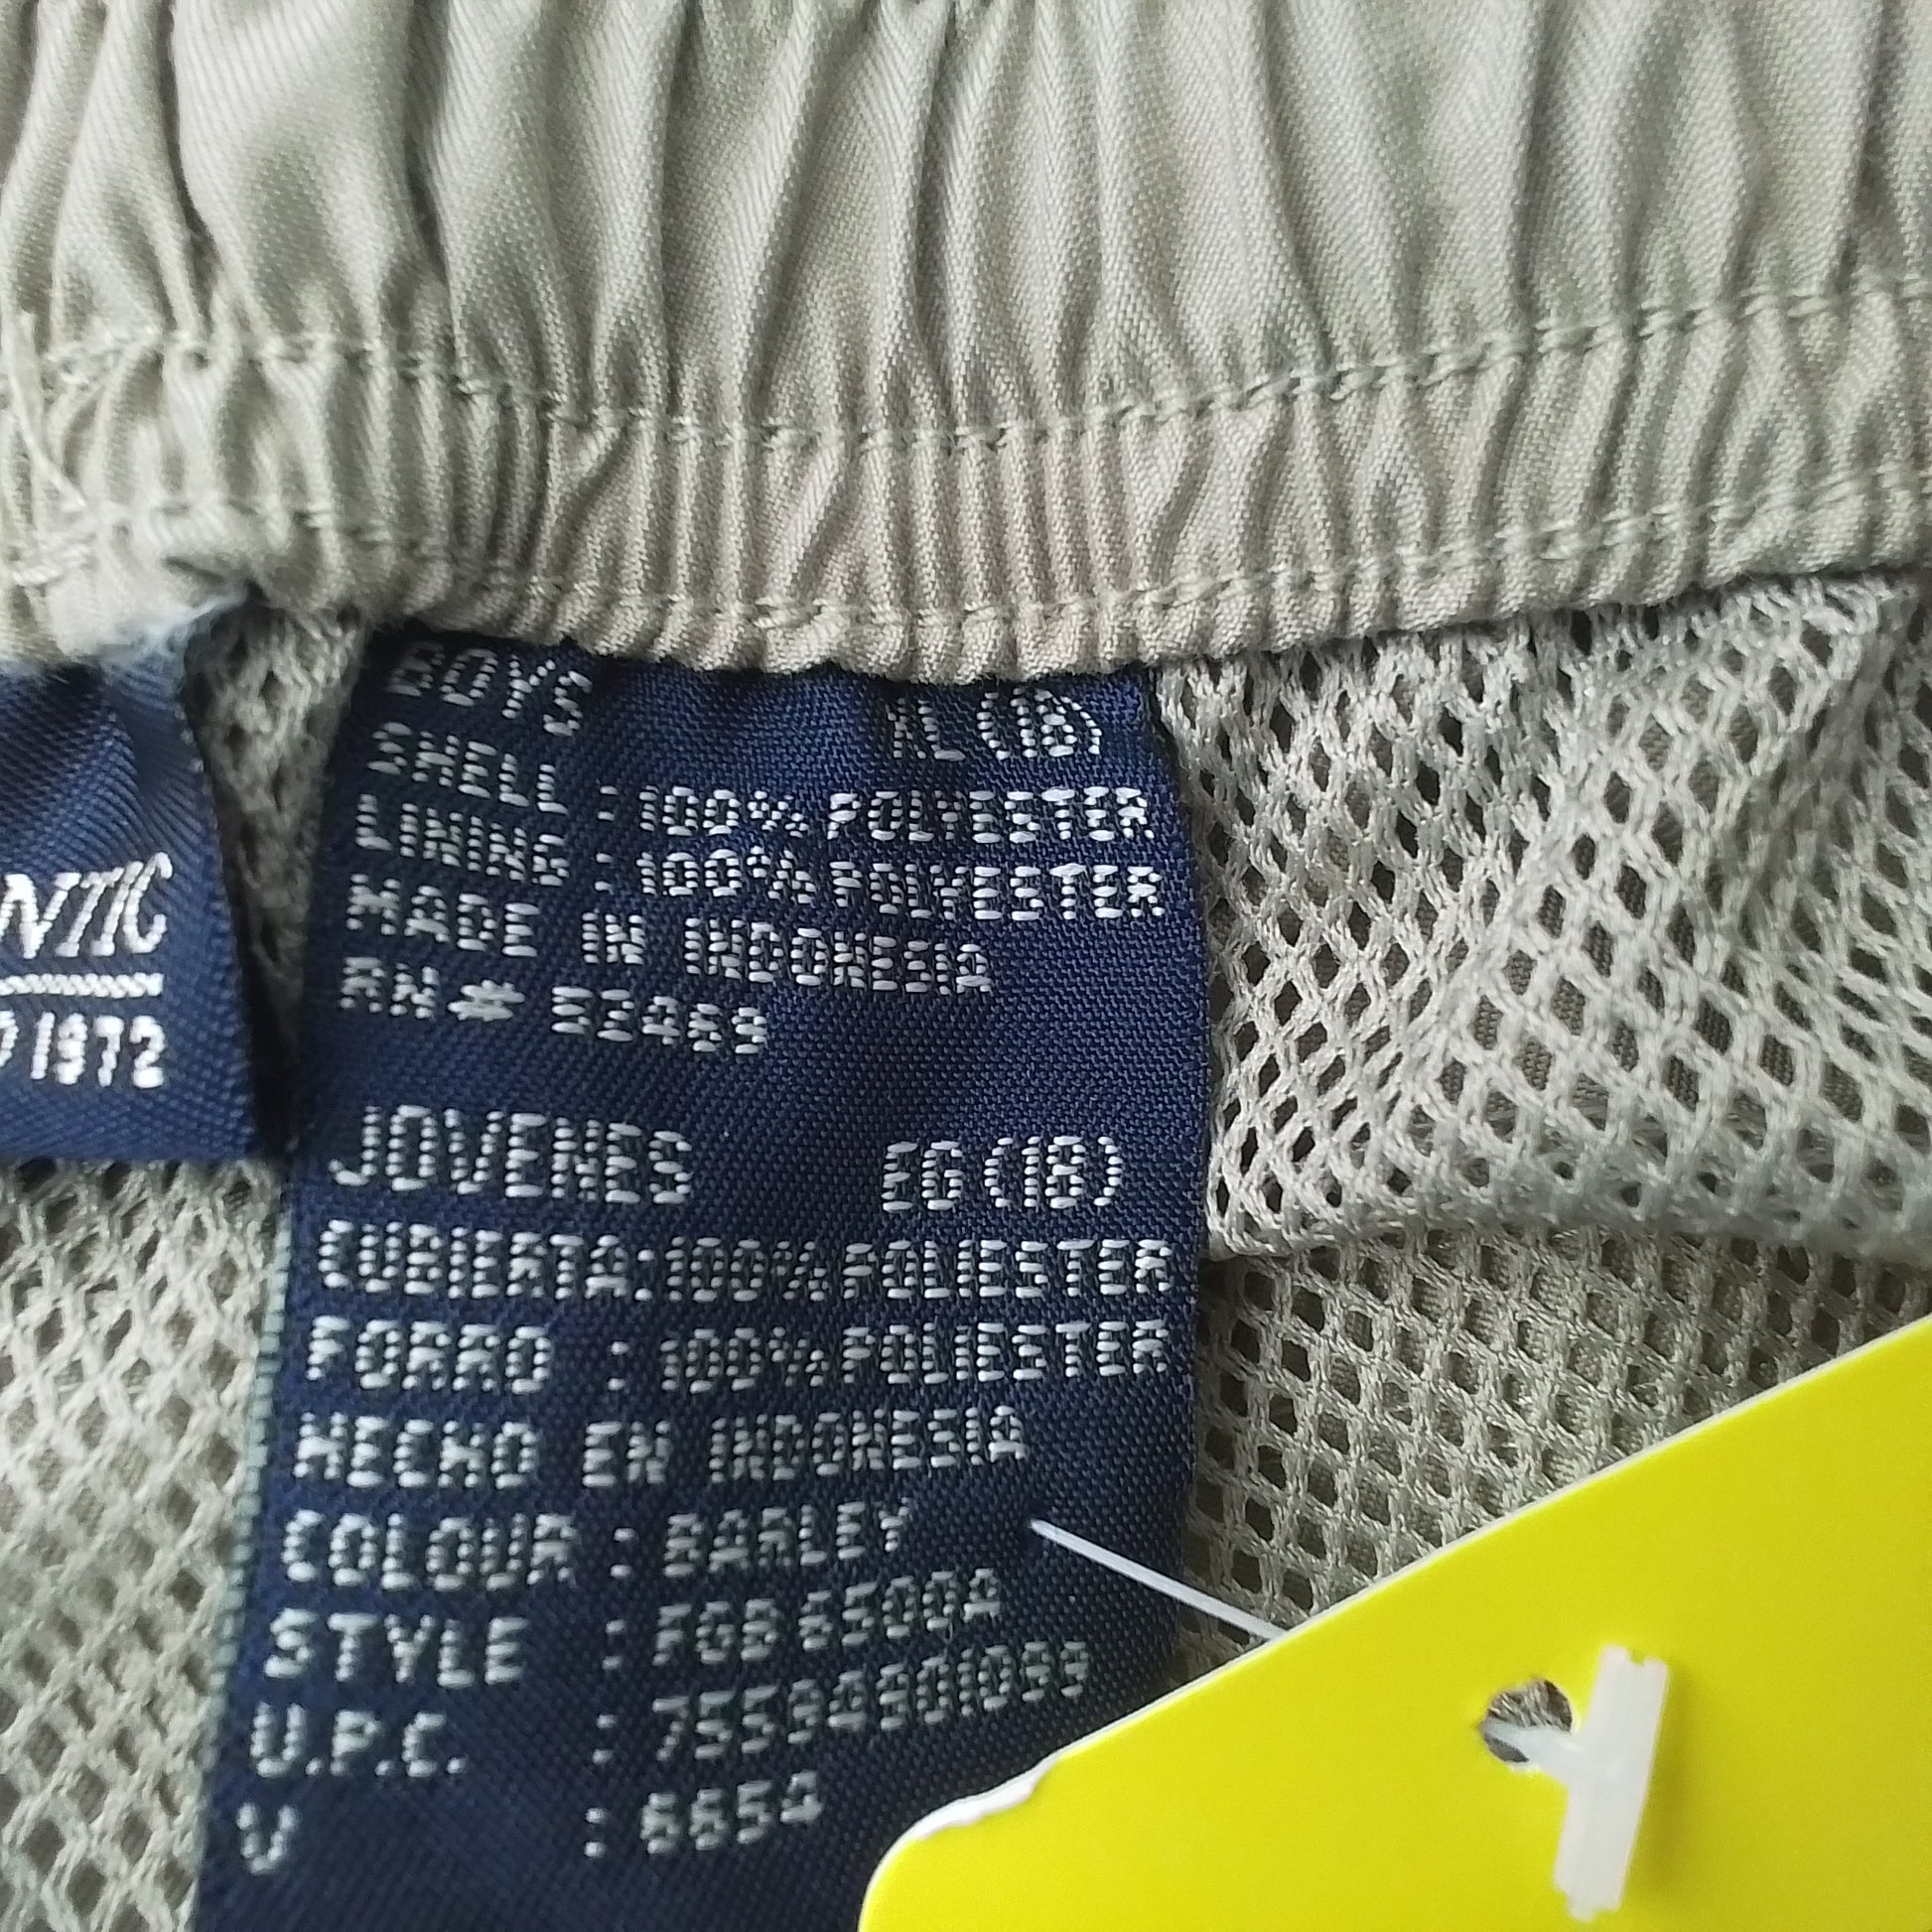 NTIC
1972
BOYS XL (18)
SHELL : 100% POLYESTER
LINING : 100% POLYESTER
MADE IN INDONESIA
RN# 52469
JOVENES EG (18)
CUBIERTA:100% POLIESTER
FORRO : 100% POLIESTER
HECHO EN INDONESIA
COLOUR : BARLEY
STYLE : FGB6500A
U.P.C. : 75594901099
V : 6654